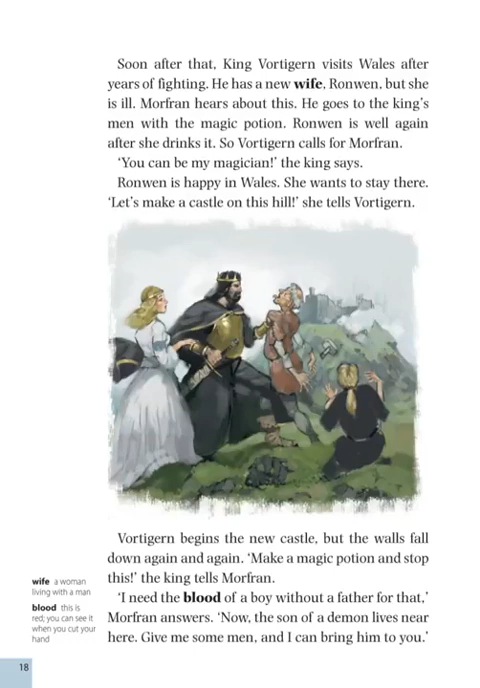 Soon after that, King Vortigern visits Wales after
years of fighting. He has a new wife, Ronwen, but she
is ill. Morfran hears about this. He goes to the king's
men with the magic potion. Ronwen is well again
after she drinks it. So Vortigern calls for Morfran.
‘You can be my magician!’ the king says.
Ronwen is happy in Wales. She wants to stay there.
‘Let's make a castle on this hill!’ she tells Vortigern.
Vortigern begins the new castle, but the walls fall
down again and again. ‘Make a magic potion and stop
this!’ the king tells Morfran.
‘I need the blood of a boy without a father for that,’
Morfran answers. ‘Now, the son of a demon lives near
here. Give me some men, and I can bring him to you.’
wife a woman
living with a man
blood this is
red; you can see it
when you cut your
hand
18